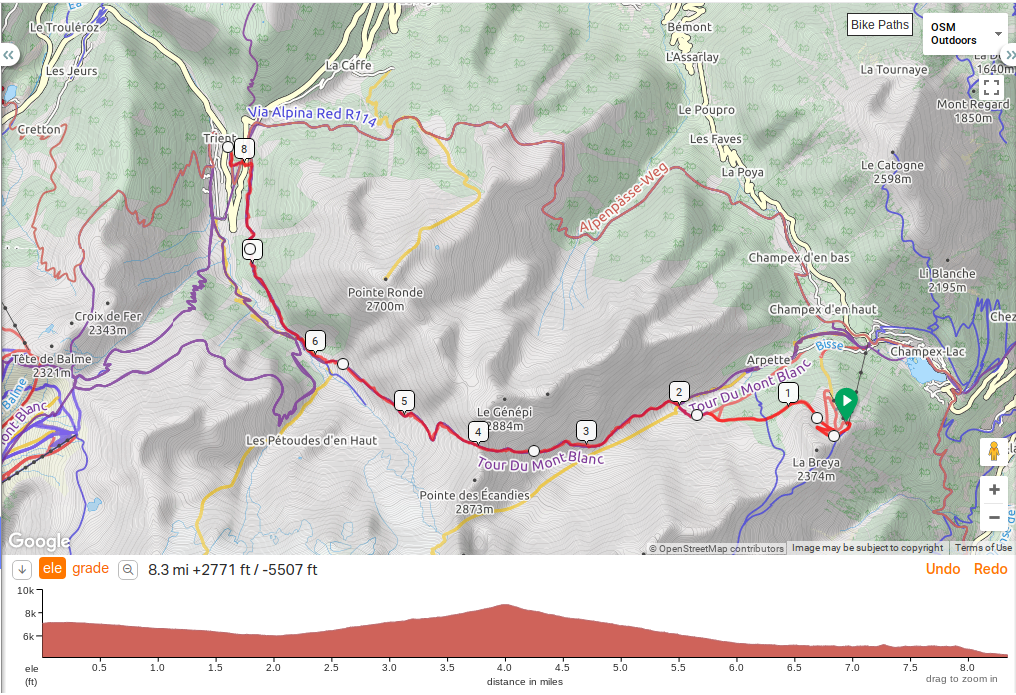 Le Trouléroz
Les Jeurs
Cretton
La Caffe
Bémont
Bike Paths
OSM
Outdoors
L'Assarlay
La Tournaye
1640m
Mont Regard
1850m
Via Alpina Red R114
Trient
8
Le Poupro
Les Faves
La Poya
Le Catogne
2598m
Alpenpässe-Weg
Champex d'en bas
Li Blanche
2195m
Pointe Ronde
2700m
Croix de Fer
2343m
Tête de Balme
2321m
Balme
Mont Blanc
6
Champex d'en haut
Chez
Bisse
Champex-Lac
Arpette
Tour Du Mont Blanc
5
2
1
Le Génépi
2884m
4
3
Les Pétoudes d'en Haut
Tour Du Mont Blanc
La Breya
2374m
Pointe des Écandies
2873m
Google
© OpenStreetMap contributors
Image may be subject to copyright
Terms of Use
ele
grade
8.3 mi +2771 ft / -5507 ft
Undo
Redo
10k
8k
6k
ele
(ft)
0.5 1.0 1.5 2.0 2.5 3.0 3.5 4.0 4.5 5.0 5.5 6.0 6.5 7.0 7.5 8.0
distance in miles
drag to zoom in